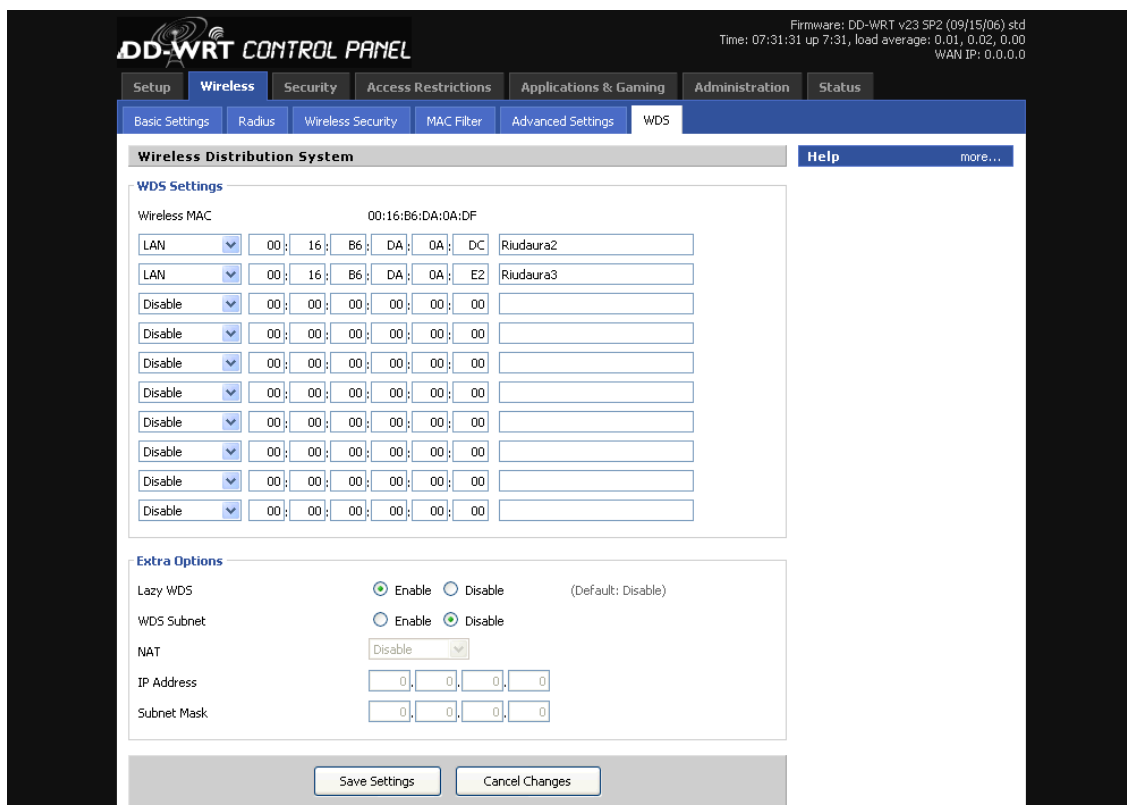 Firmware: DD-WRT v23 SP2 (09/15/06) std
Time: 07:31:31 up 7:31, load average: 0.01, 0.02, 0.00
WAN IP: 0.0.0.0
DD-WRT CONTROL PANEL
Setup Wireless Security Access Restrictions Applications & Gaming Administration Status
Basic Settings Radius Wireless Security MAC Filter Advanced Settings WDS
Wireless Distribution System
Help more...
WDS Settings
Wireless MAC 00:16:B6:DA:0A:DF
LAN 00: 16: B6: DA: 0A: DC Riudaura2
LAN 00: 16: B6: DA: 0A: E2 Riudaura3
Disable 00: 00: 00: 00: 00: 00
Disable 00: 00: 00: 00: 00: 00
Disable 00: 00: 00: 00: 00: 00
Disable 00: 00: 00: 00: 00: 00
Disable 00: 00: 00: 00: 00: 00
Disable 00: 00: 00: 00: 00: 00
Disable 00: 00: 00: 00: 00: 00
Disable 00: 00: 00: 00: 00: 00
Extra Options
Lazy WDS Enable Disable (Default: Disable)
WDS Subnet Enable Disable
NAT Disable
IP Address 0. 0. 0. 0
Subnet Mask 0. 0. 0. 0
Save Settings Cancel Changes